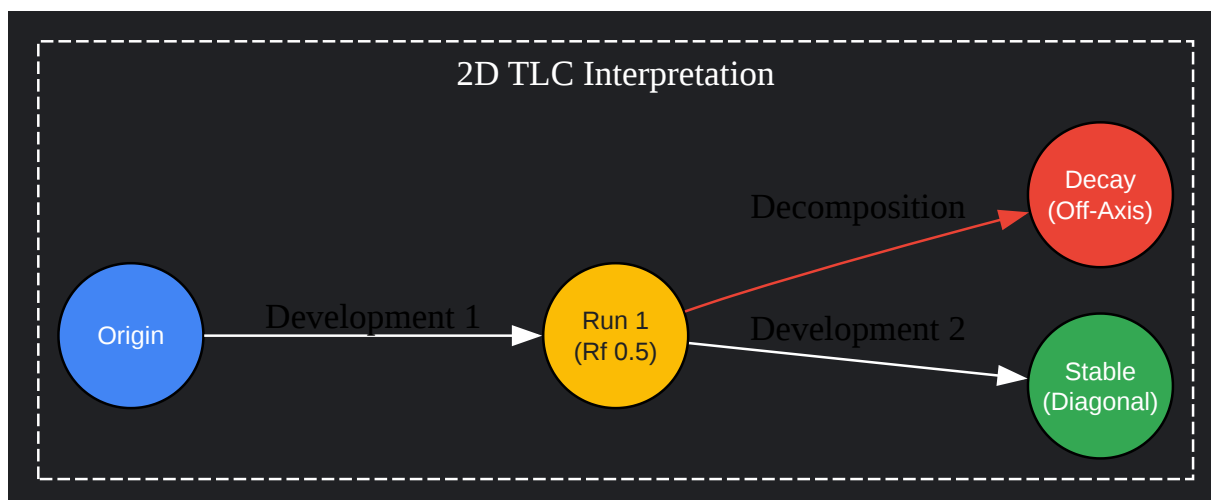 2D TLC Interpretation
Origin
Development 1
Run 1
(Rf 0.5)
Decomposition
Development 2
Decay
(Off-Axis)
Stable
(Diagonal)